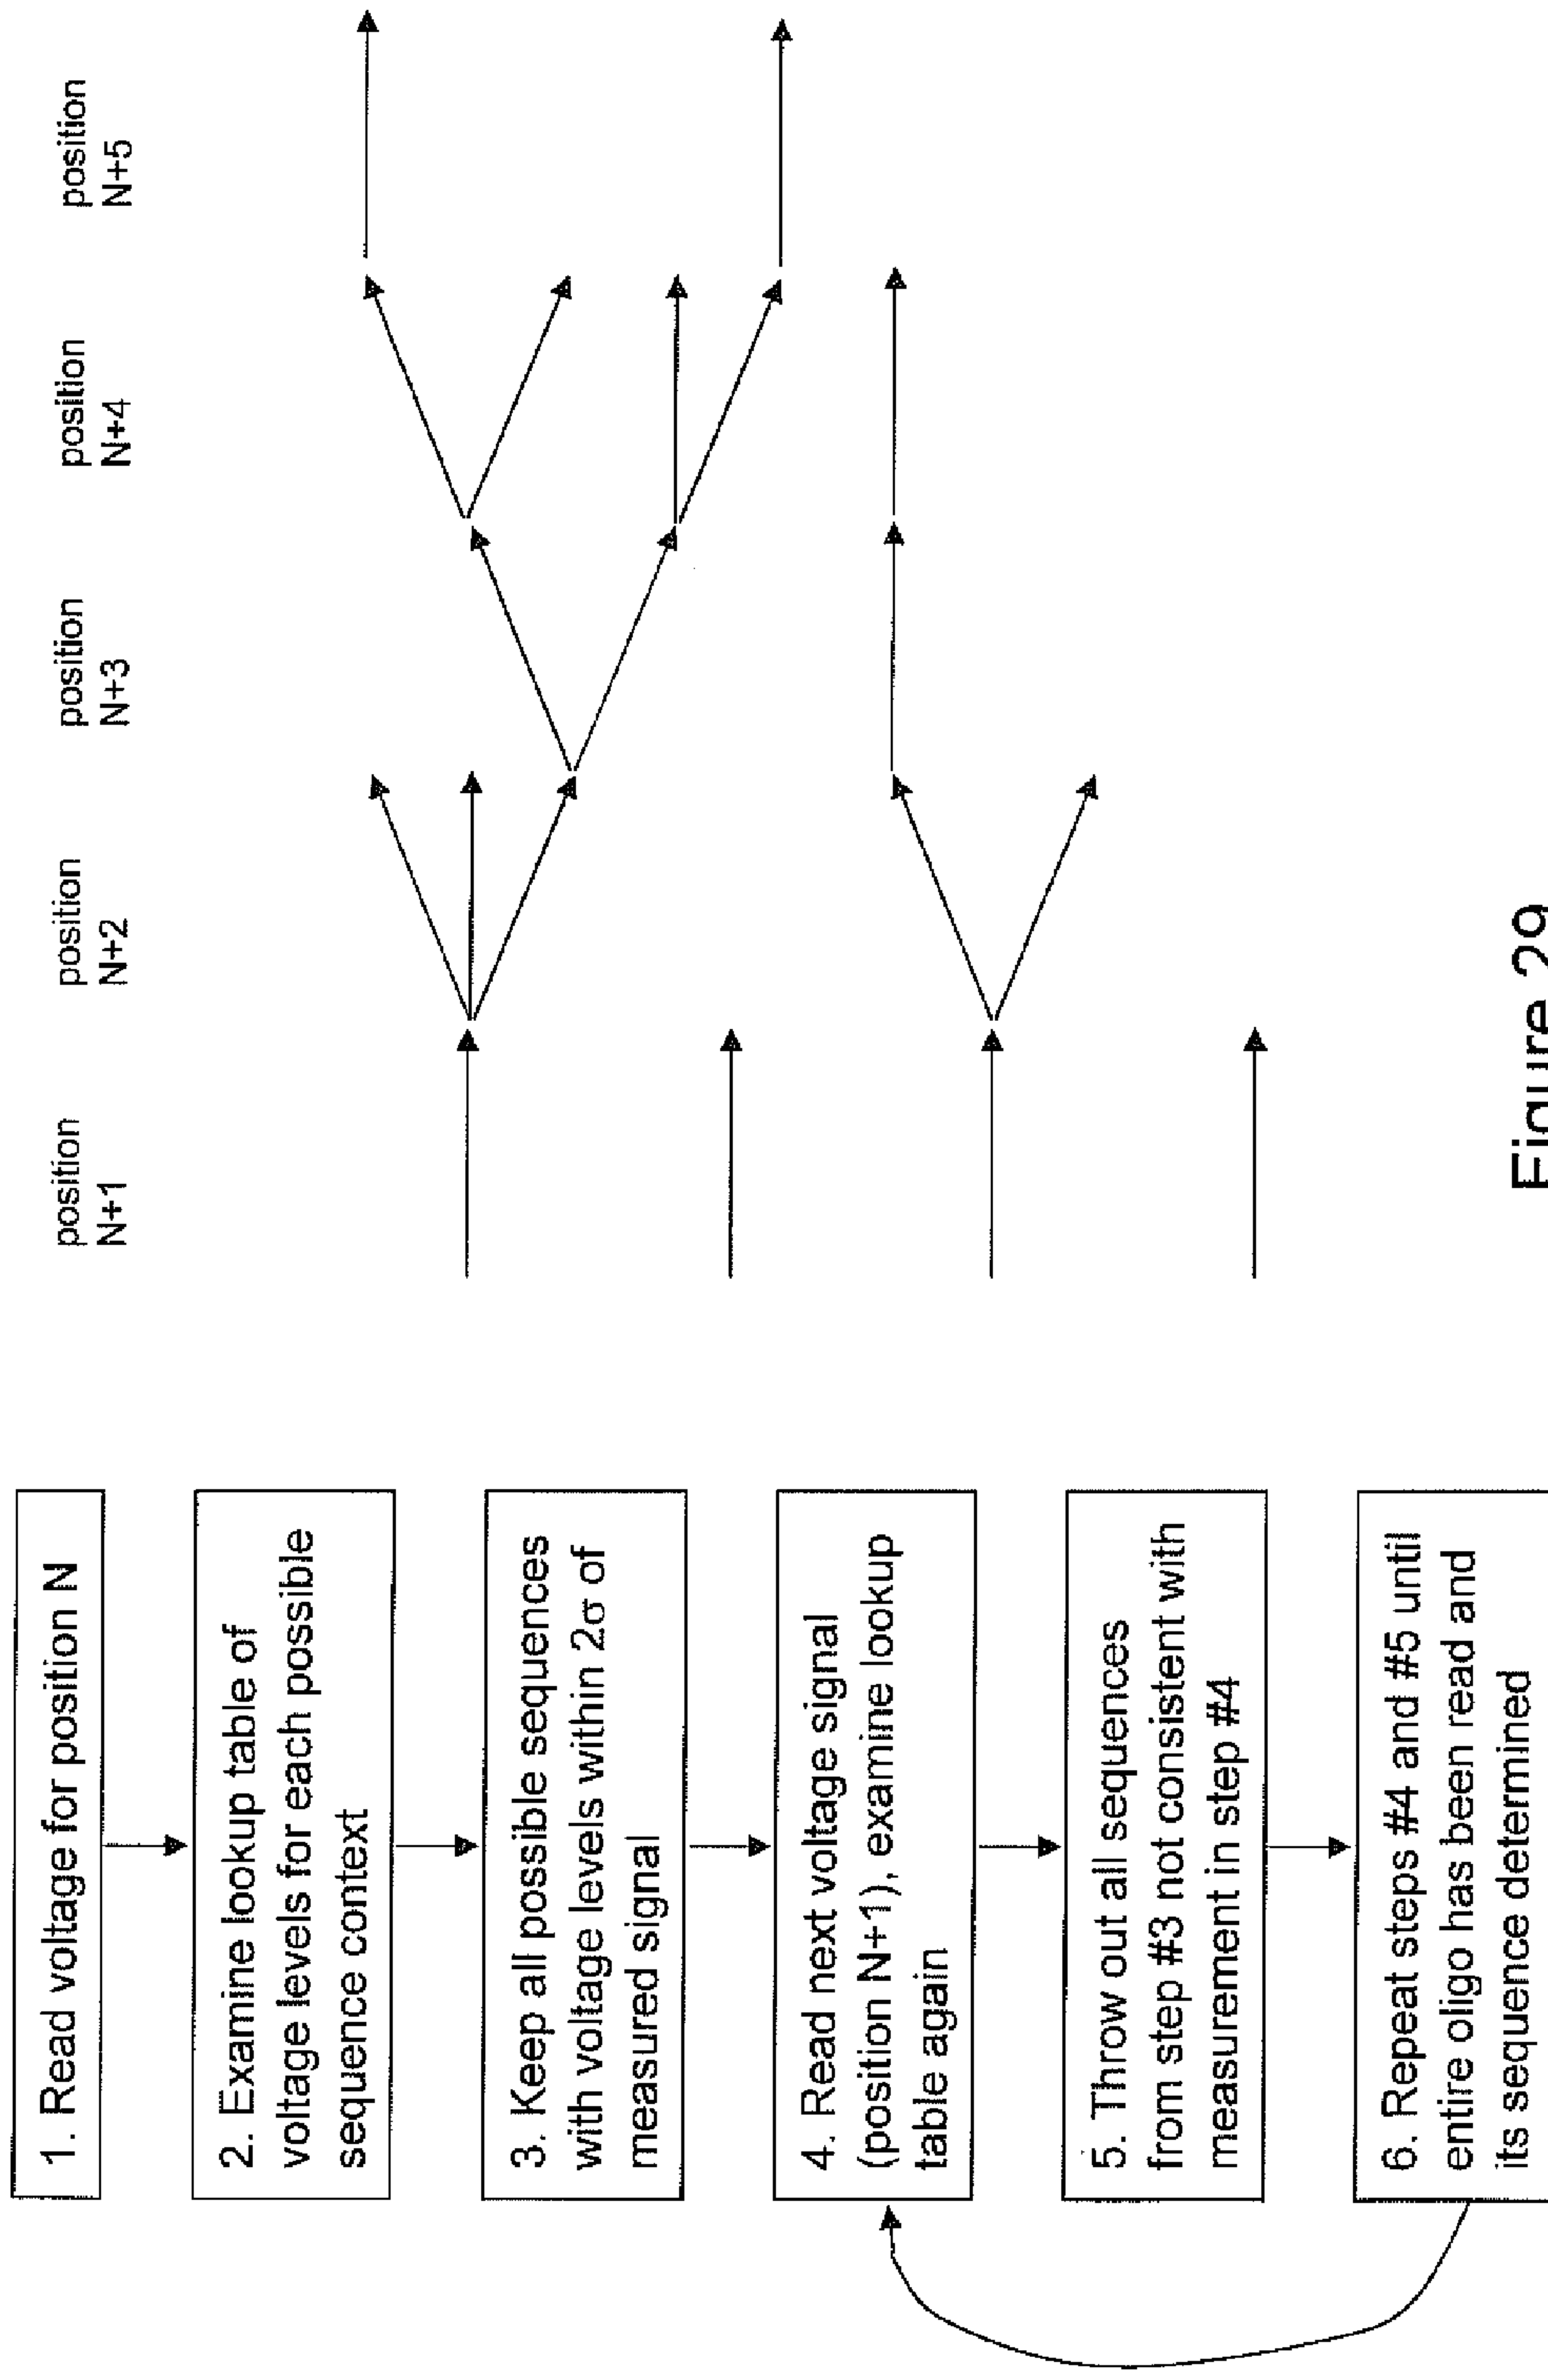 1. Read voltage for position N
2. Examine lookup table of
voltage levels for each possible
sequence context
3. Keep all possible sequences
with voltage levels within 2σ of
measured signal
4. Read next voltage signal
(position N+1), examine lookup
table again
5. Throw out all sequences
from step #3 not consistent with
measurement in step #4
6. Repeat steps #4 and #5 until
entire oligo has been read and
its sequence determined
position
N+1
position
N+2
position
N+3
position
N+4
position
N+5
Figure 29